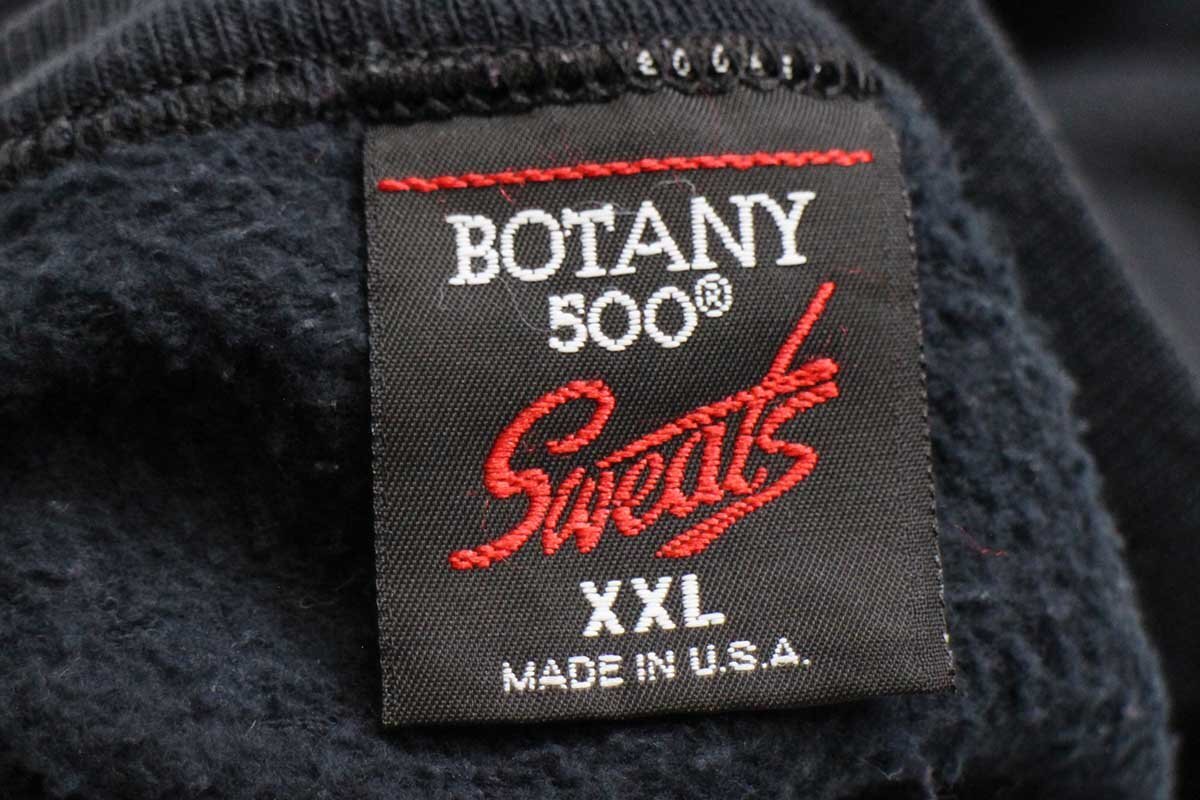 BOTANY
500®
Sweats
XXL
MADE IN U.S.A.